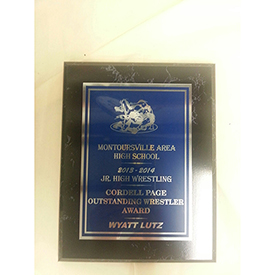 MONTOURSVILLE AREA
HIGH SCHOOL
2013 - 2014
JR. HIGH WRESTLING
CORDELL PAGE
OUTSTANDING WRESTLER
AWARD
WYATT LUTZ